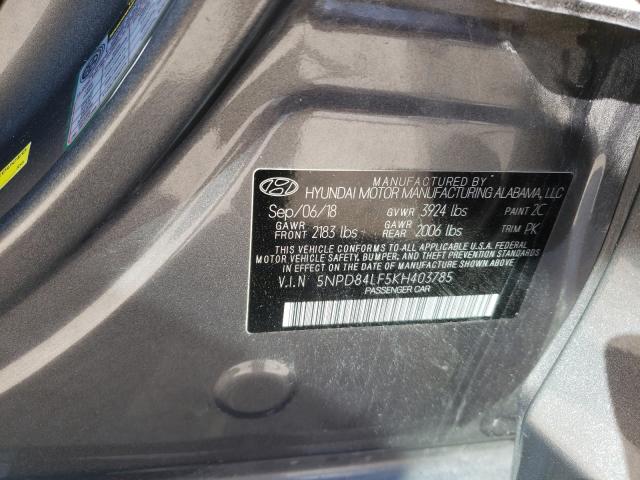 MANUFACTURED BY
HYUNDAI MOTOR MANUFACTURING ALABAMA, LLC
Sep/06/18 GVWR 3924 lbs PAINT 2C
GAWR FRONT 2183 lbs GAWR REAR 2006 lbs TRIM PK
THIS VEHICLE CONFORMS TO ALL APPLICABLE U.S.A. FEDERAL
MOTOR VEHICLE SAFETY, BUMPER, AND THEFT PREVENTION
STANDARDS IN EFFECT ON THE DATE OF MANUFACTURE SHOWN ABOVE.
V.I.N 5NPD84LF5KH403785
PASSENGER CAR